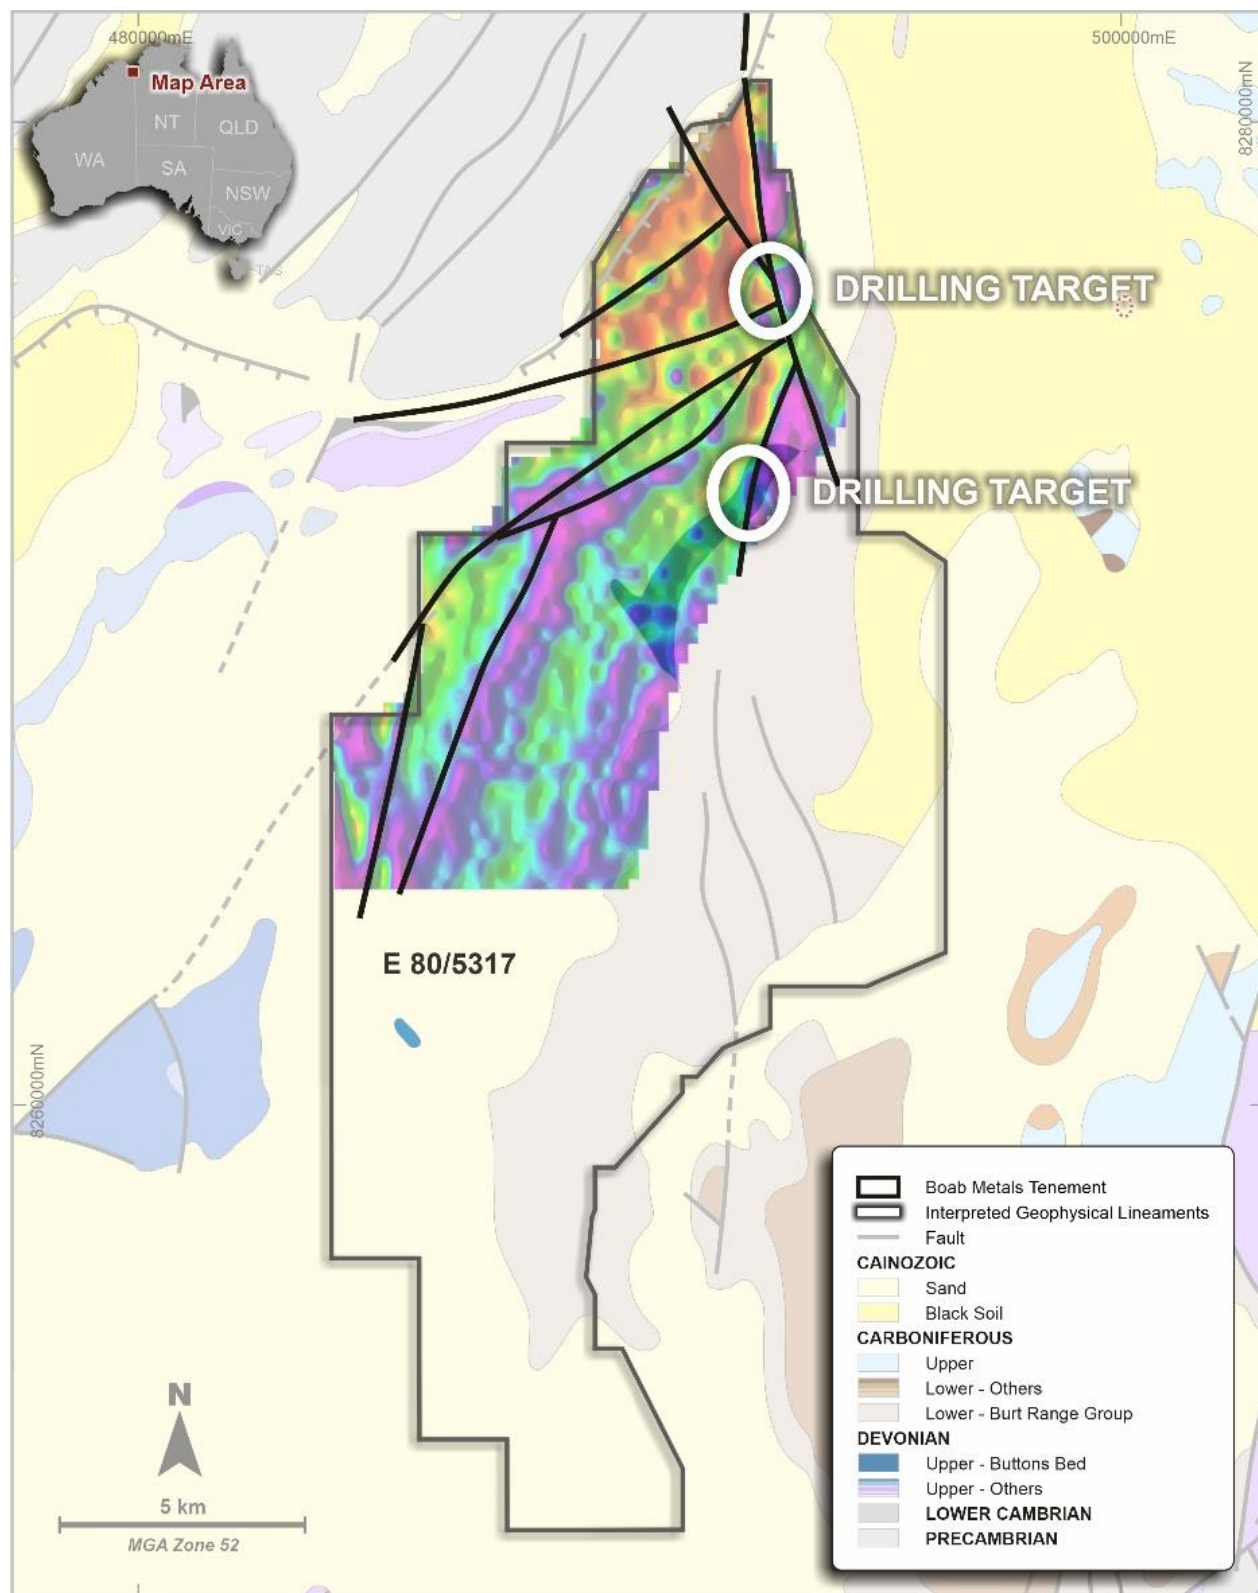 480000mE
500000mE
8280000mN
Map Area
NT
QLD
WA
SA
NSW
VIC
TAS
DRILLING TARGET
DRILLING TARGET
E 80/5317
8260000mN
Boab Metals Tenement
Interpreted Geophysical Lineaments
Fault
CAINOZOIC
Sand
Black Soil
CARBONIFEROUS
Upper
Lower - Others
Lower - Burt Range Group
DEVONIAN
Upper - Buttons Bed
Upper - Others
LOWER CAMBRIAN
PRECAMBRIAN
N
5 km
MGA Zone 52